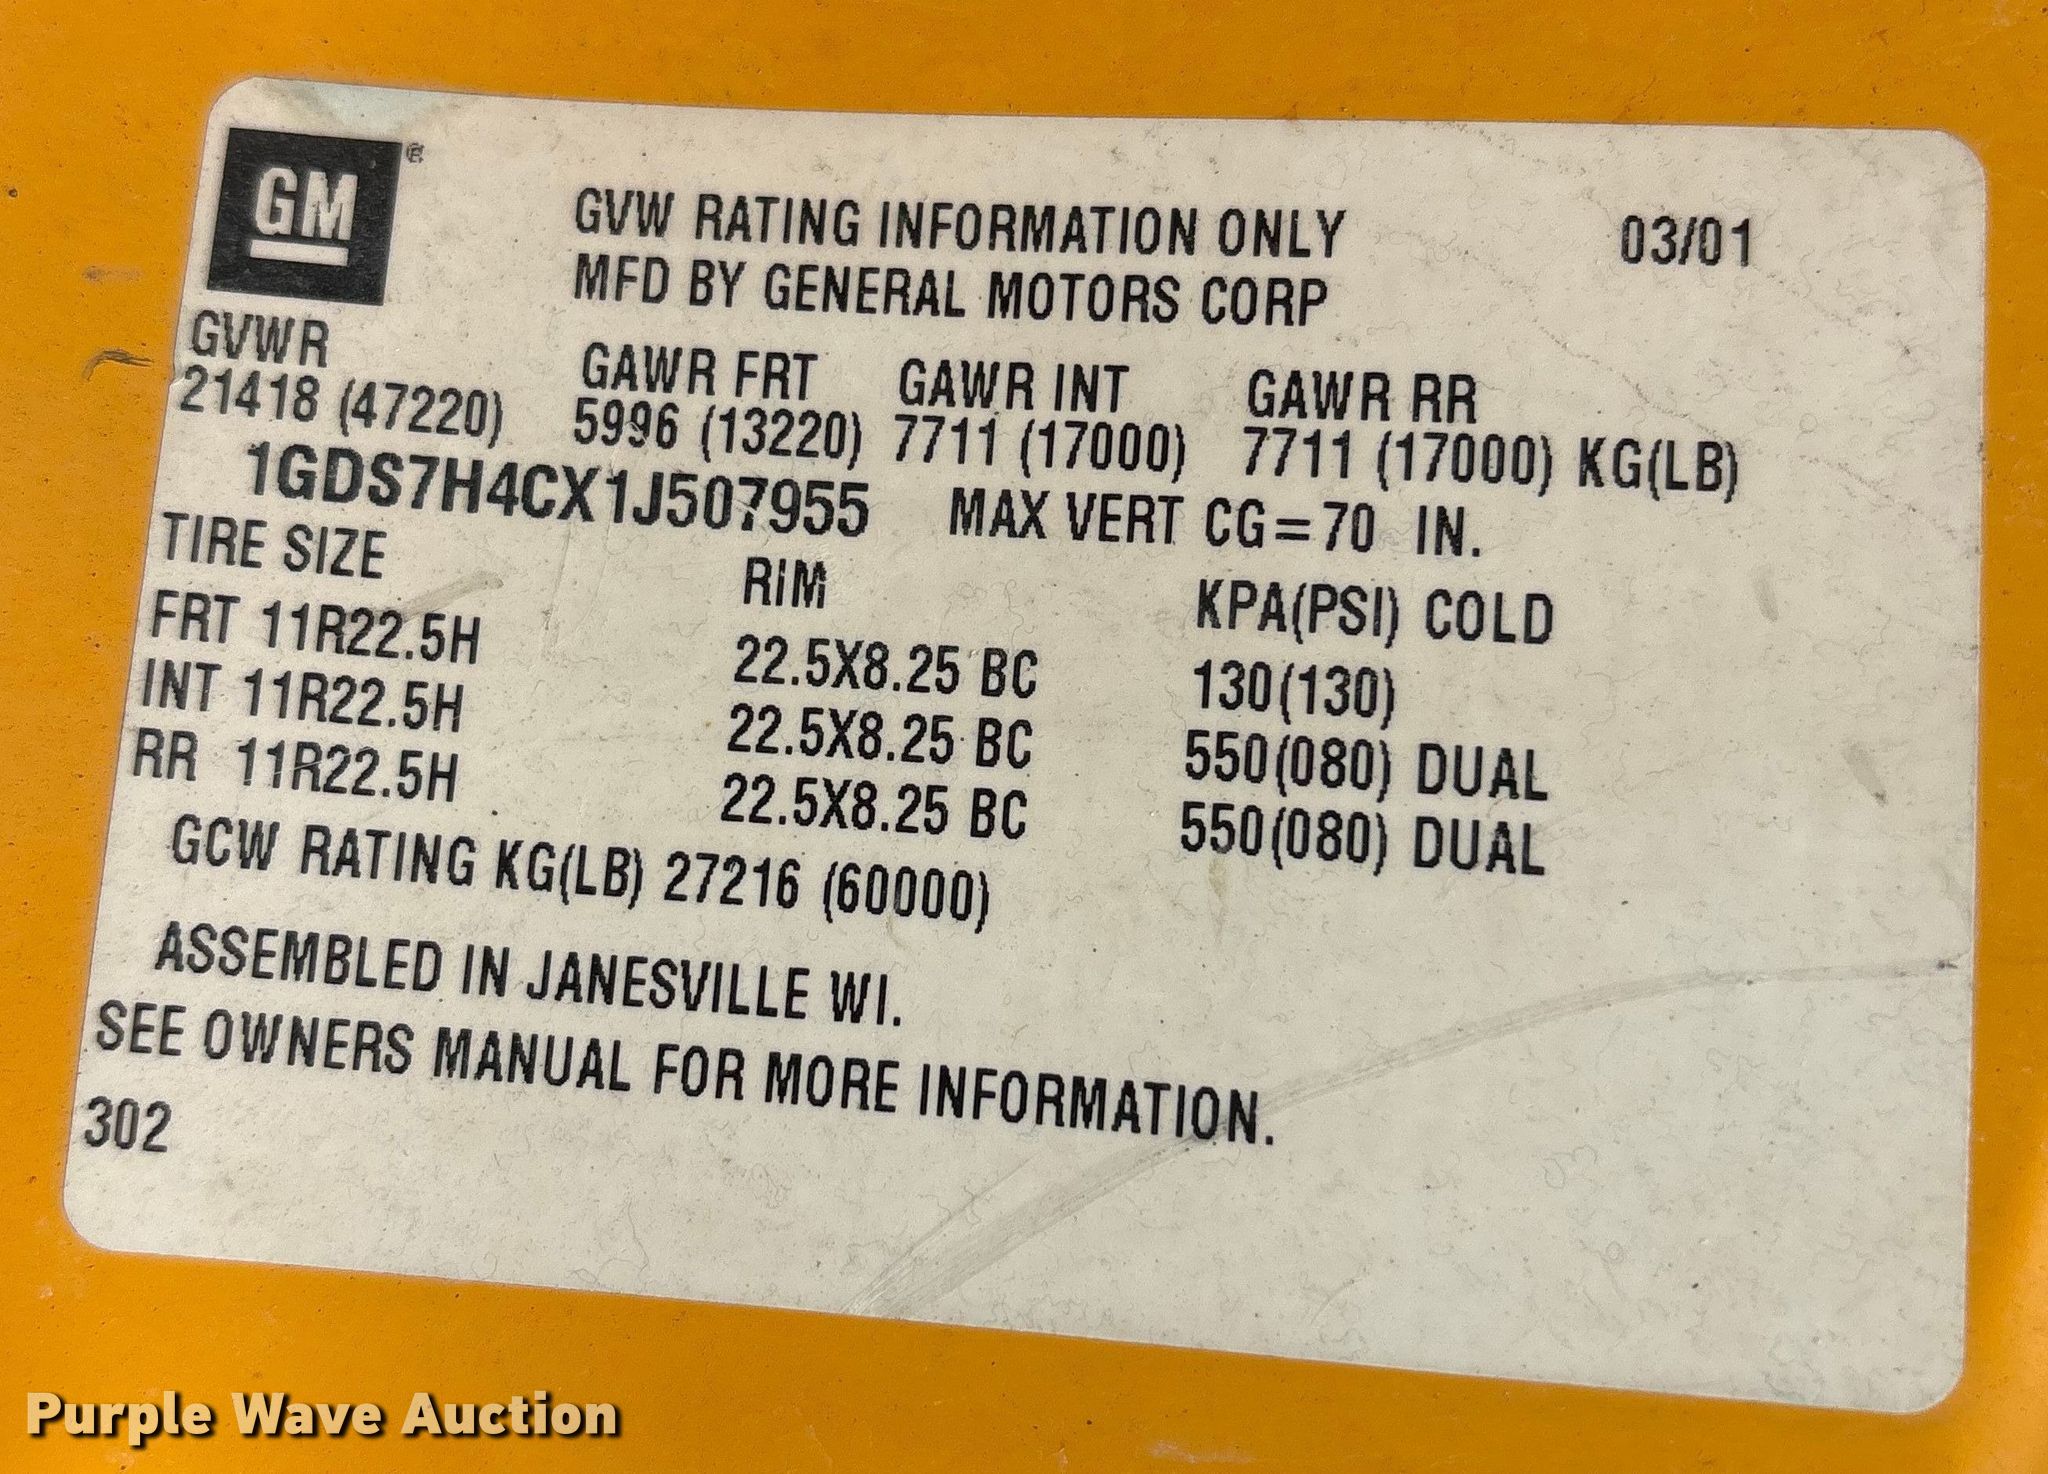 GM®
GVW RATING INFORMATION ONLY 03/01
MFD BY GENERAL MOTORS CORP
GVWR GAWR FRT GAWR INT GAWR RR
21418 (47220) 5996 (13220) 7711 (17000) 7711 (17000) KG(LB)
1GDS7H4CX1J507955 MAX VERT CG=70 IN.
TIRE SIZE RIM KPA(PSI) COLD
FRT 11R22.5H 22.5X8.25 BC 130(130)
INT 11R22.5H 22.5X8.25 BC 550(080) DUAL
RR 11R22.5H 22.5X8.25 BC 550(080) DUAL
GCW RATING KG(LB) 27216 (60000)
ASSEMBLED IN JANESVILLE WI.
SEE OWNERS MANUAL FOR MORE INFORMATION.
302
Purple Wave Auction